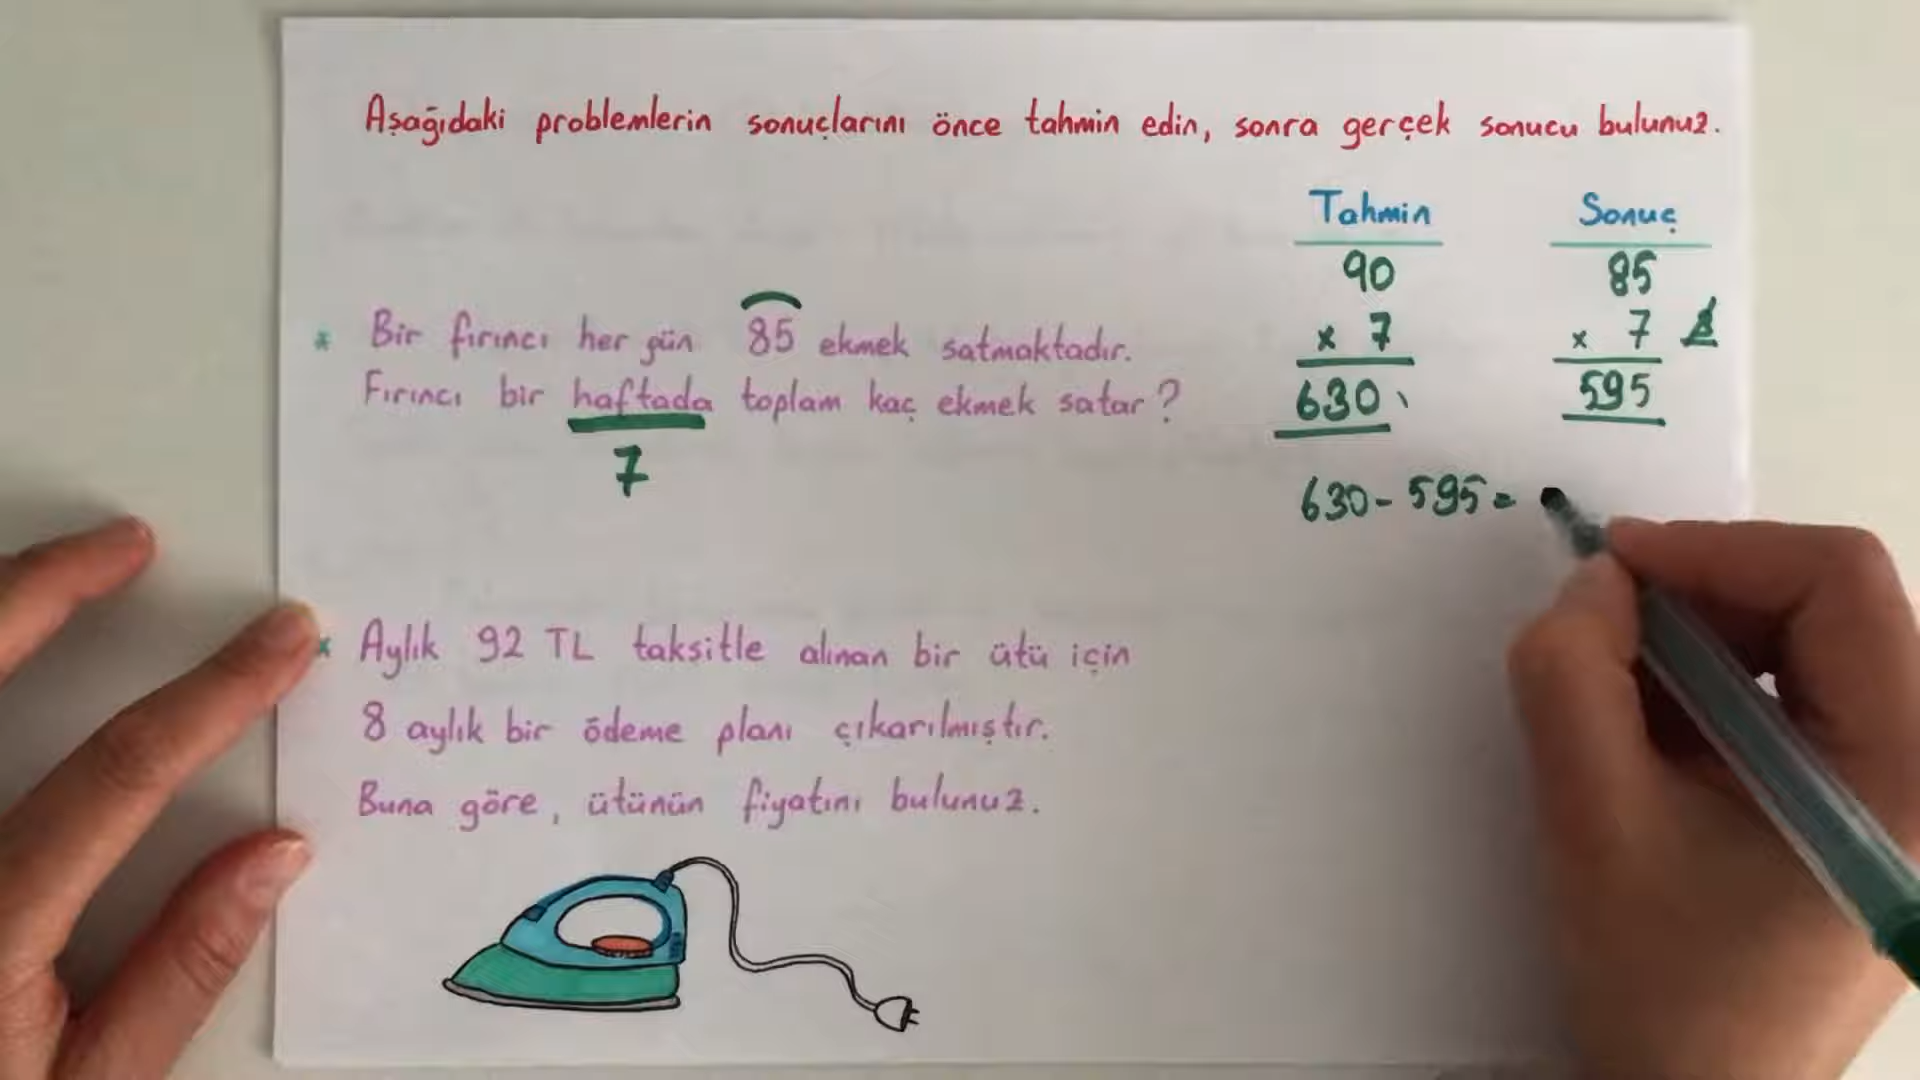 Aşağıdaki problemlerin sonuçlarını önce tahmin edin, sonra gerçek sonucu bulunuz.
Tahmin
90
x 7
630
Sonuç
85
x 7
595
630 - 595 =
* Bir fırıncı her gün 85 ekmek satmaktadır.
Fırıncı bir haftada toplam kaç ekmek satar?
7
* Aylık 92 TL taksitle alınan bir ütü için
8 aylık bir ödeme planı çıkarılmıştır.
Buna göre, ütünün fiyatını bulunuz.